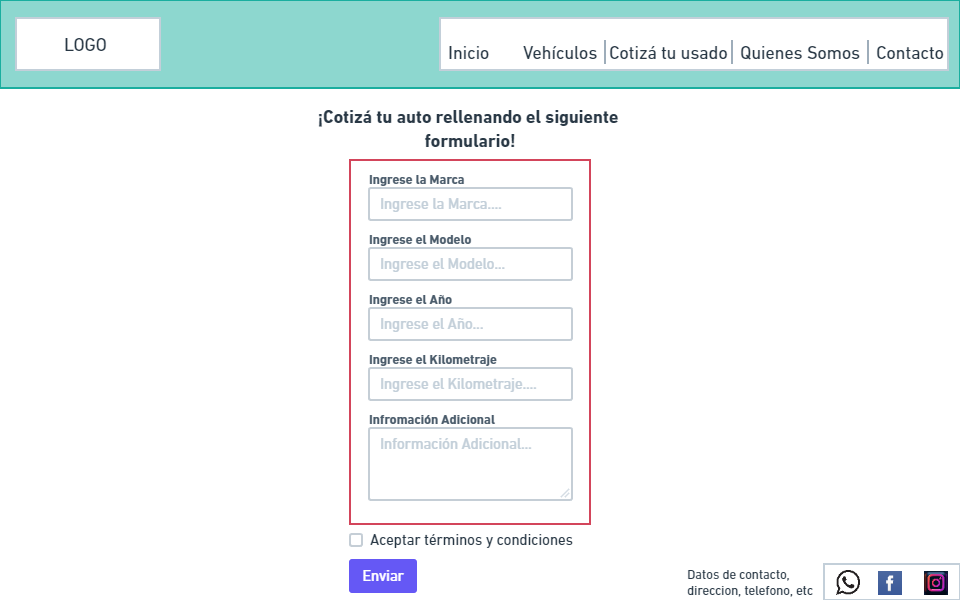 LOGO
Inicio Vehículos Cotizá tu usado Quienes Somos Contacto
¡Cotizá tu auto rellenando el siguiente
formulario!
Ingrese la Marca
Ingrese la Marca....
Ingrese el Modelo
Ingrese el Modelo...
Ingrese el Año
Ingrese el Año...
Ingrese el Kilometraje
Ingrese el Kilometraje....
Infromación Adicional
Información Adicional...
Aceptar términos y condiciones
Enviar
Datos de contacto,
direccion, telefono, etc